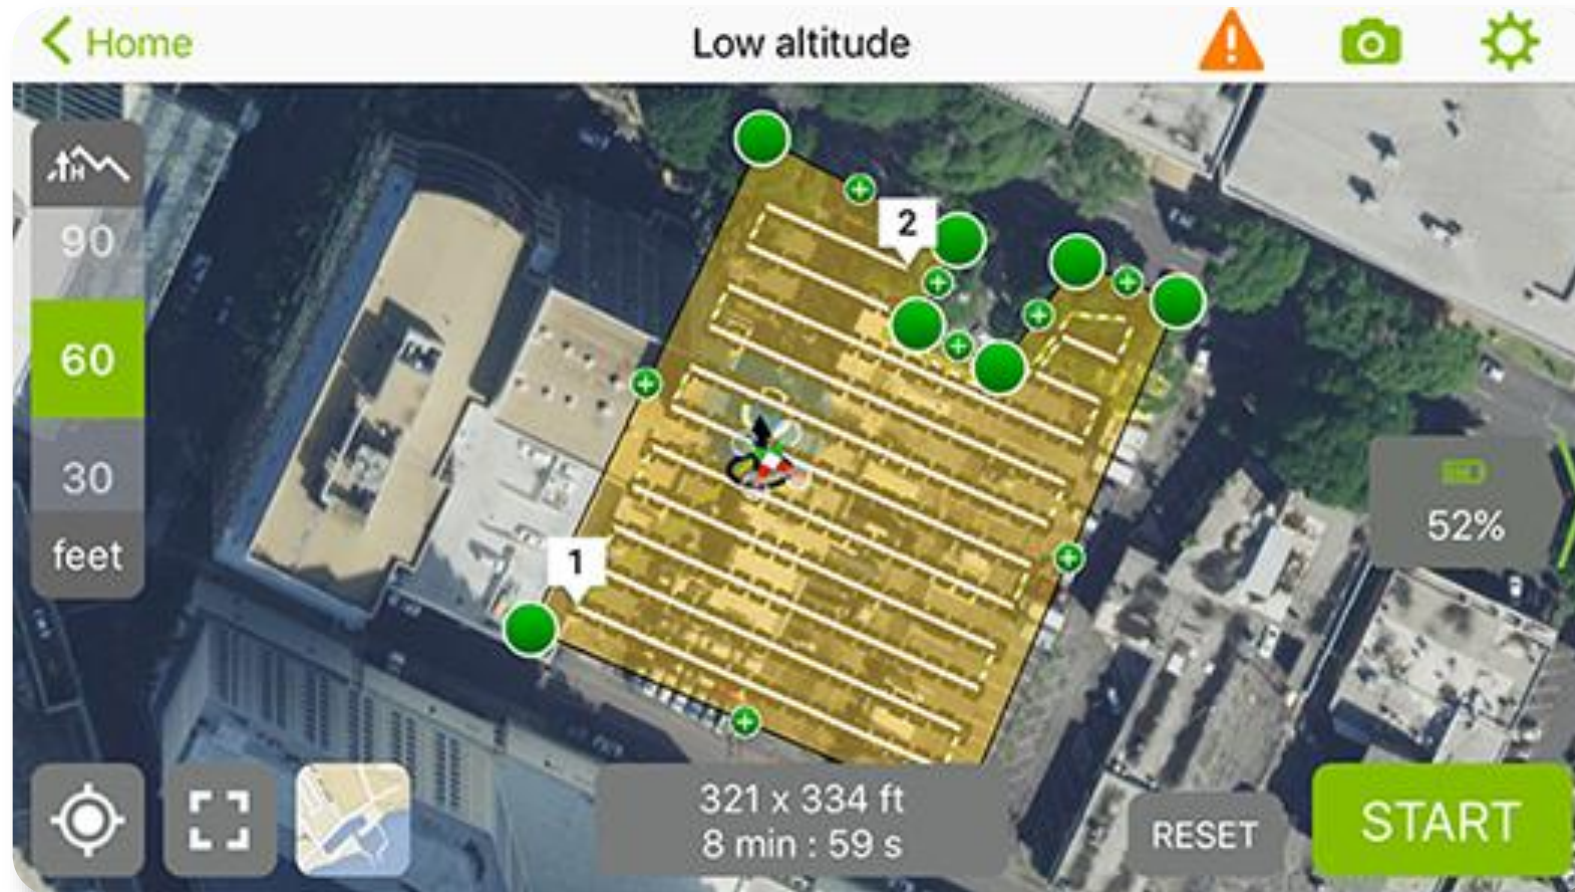 Home
Low altitude
H
90
60
30
feet
2
1
52%
321 x 334 ft
8 min : 59 s
RESET
START